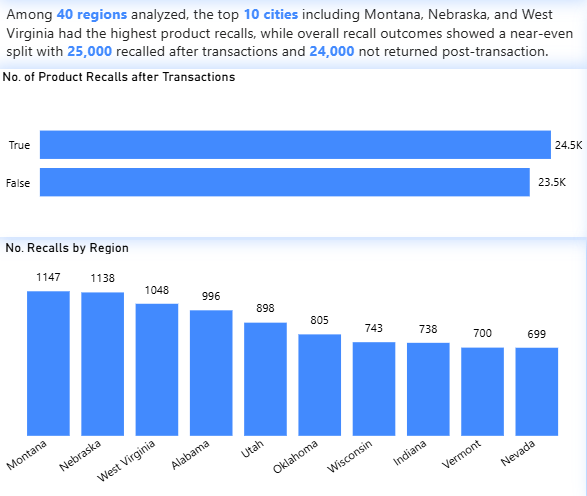 Among 40 regions analyzed, the top 10 cities including Montana, Nebraska, and West
Virginia had the highest product recalls, while overall recall outcomes showed a near-even
split with 25,000 recalled after transactions and 24,000 not returned post-transaction.
No. of Product Recalls after Transactions
True 24.5K
False 23.5K
No. Recalls by Region
1147 1138 1048 996 898 805 743 738 700 699
Montana Nebraska West Virginia Alabama Utah Oklahoma Wisconsin Indiana Vermont Nevada